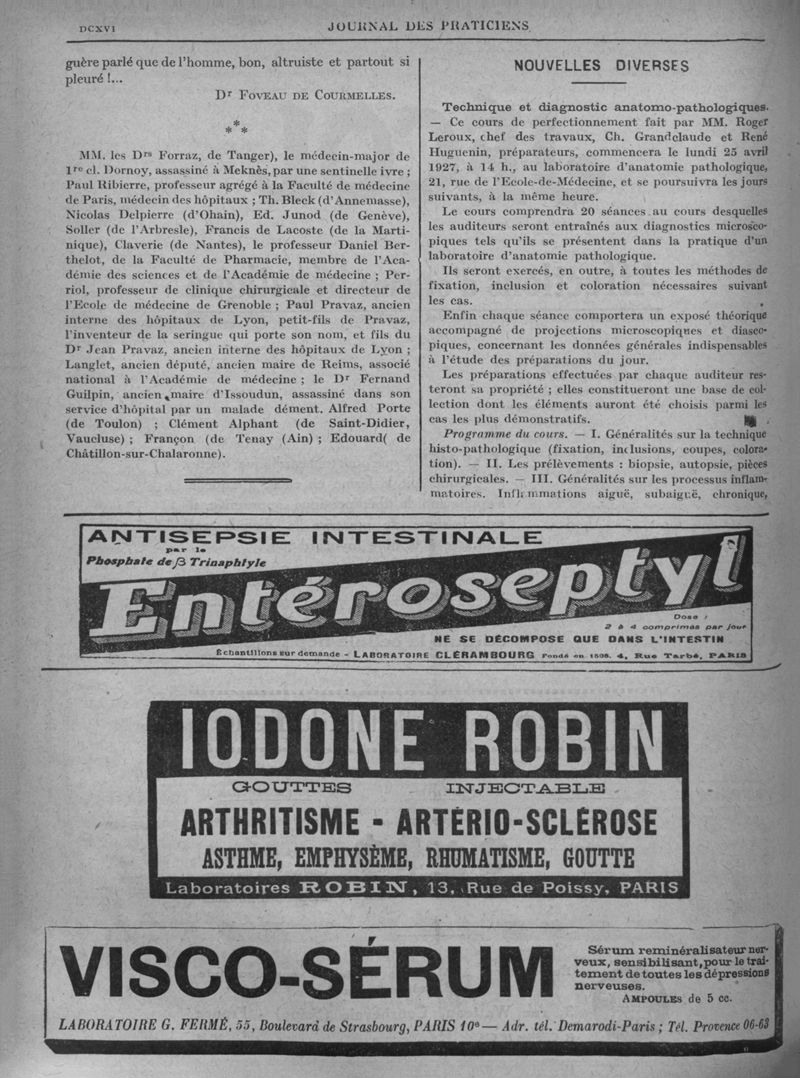 DCXVI
JOURNAL DES PRATICIENS
guère parlé que de l'homme, bon, altruiste et partout si
pleuré !...
Dr FOVEAU DE COURMELLES.
*
* *
MM. les Drs Forraz, de Tanger), le médecin-major de
1re cl. Dornoy, assassiné à Meknès, par une sentinelle ivre ;
Paul Ribierre, professeur agrégé à la Faculté de médecine
de Paris, médecin des hôpitaux ; Th. Bleck (d'Annemasse),
Nicolas Delpierre (d'Ohain), Ed. Junod (de Genève),
Soller (de l'Arbresle), Francis de Lacoste (de la Marti-
nique), Claverie (de Nantes), le professeur Daniel Ber-
thelot, de la Faculté de Pharmacie, membre de l'Aca-
démie des sciences et de l'Académie de médecine ; Per-
riol, professeur de clinique chirurgicale et directeur de
l'Ecole de médecine de Grenoble ; Paul Pravaz, ancien
interne des hôpitaux de Lyon, petit-fils de Pravaz,
l'inventeur de la seringue qui porte son nom, et fils du
Dr Jean Pravaz, ancien interne des hôpitaux de Lyon ;
Langlet, ancien député, ancien maire de Reims, associé
national à l'Académie de médecine ; le Dr Fernand
Guilpin, ancien maire d'Issoudun, assassiné dans son
service d'hôpital par un malade dément. Alfred Porte
(de Toulon) ; Clément Alphant (de Saint-Didier,
Vaucluse) ; Françon (de Tenay (Ain) ; Edouard( de
Châtillon-sur-Chalaronne).
NOUVELLES DIVERSES
Technique et diagnostic anatomo-pathologiques.
— Ce cours de perfectionnement fait par MM. Roger
Leroux, chef des travaux, Ch. Grandclaude et René
Huguenin, préparateurs, commencera le lundi 25 avril
1927, à 14 h., au laboratoire d'anatomie pathologique,
21, rue de l'Ecole-de-Médecine, et se poursuivra les jours
suivants, à la même heure.
Le cours comprendra 20 séances au cours desquelles
les auditeurs seront entraînés aux diagnostics microsco-
piques tels qu'ils se présentent dans la pratique d'un
laboratoire d'anatomie pathologique.
Ils seront exercés, en outre, à toutes les méthodes de
fixation, inclusion et coloration nécessaires suivant
les cas.
Enfin chaque séance comportera un exposé théorique
accompagné de projections microscopiques et diasco-
piques, concernant les données générales indispensables
à l'étude des préparations du jour.
Les préparations effectuées par chaque auditeur res-
teront sa propriété ; elles constitueront une base de col-
lection dont les éléments auront été choisis parmi les
cas les plus démonstratifs.
Programme du cours. — I. Généralités sur la technique
histo-pathologique (fixation, inclusions, coupes, colora-
tion). — II. Les prélèvements : biopsie, autopsie, pièces
chirurgicales. — III. Généralités sur les processus inflam-
matoires. Inflammations aiguë, subaiguë, chronique,
ANTISEPSIE INTESTINALE
par le
Phosphate de β Trinaphtyle
Entéroseptyl
Dose :
2 à 4 comprimés par jour
NE SE DÉCOMPOSE QUE DANS L'INTESTIN
Échantillons sur demande - LABORATOIRE CLÉRAMBOURG Fondé en 1898. 4, Rue Tarbé, PARIS
IODONE ROBIN
GOUTTES INJECTABLE
ARTHRITISME - ARTÉRIO-SCLÉROSE
ASTHME, EMPHYSÈME, RHUMATISME, GOUTTE
Laboratoires ROBIN, 13, Rue de Poissy, PARIS
VISCO-SÉRUM
Sérum reminéralisateur ner-
veux, sensibilisant, pour le trai-
tement de toutes les dépressions
nerveuses.
AMPOULES de 5 cc.
LABORATOIRE G. FERMÉ, 55, Boulevard de Strasbourg, PARIS 10e — Adr. tél. Demarodi-Paris ; Tél. Provence 06-63